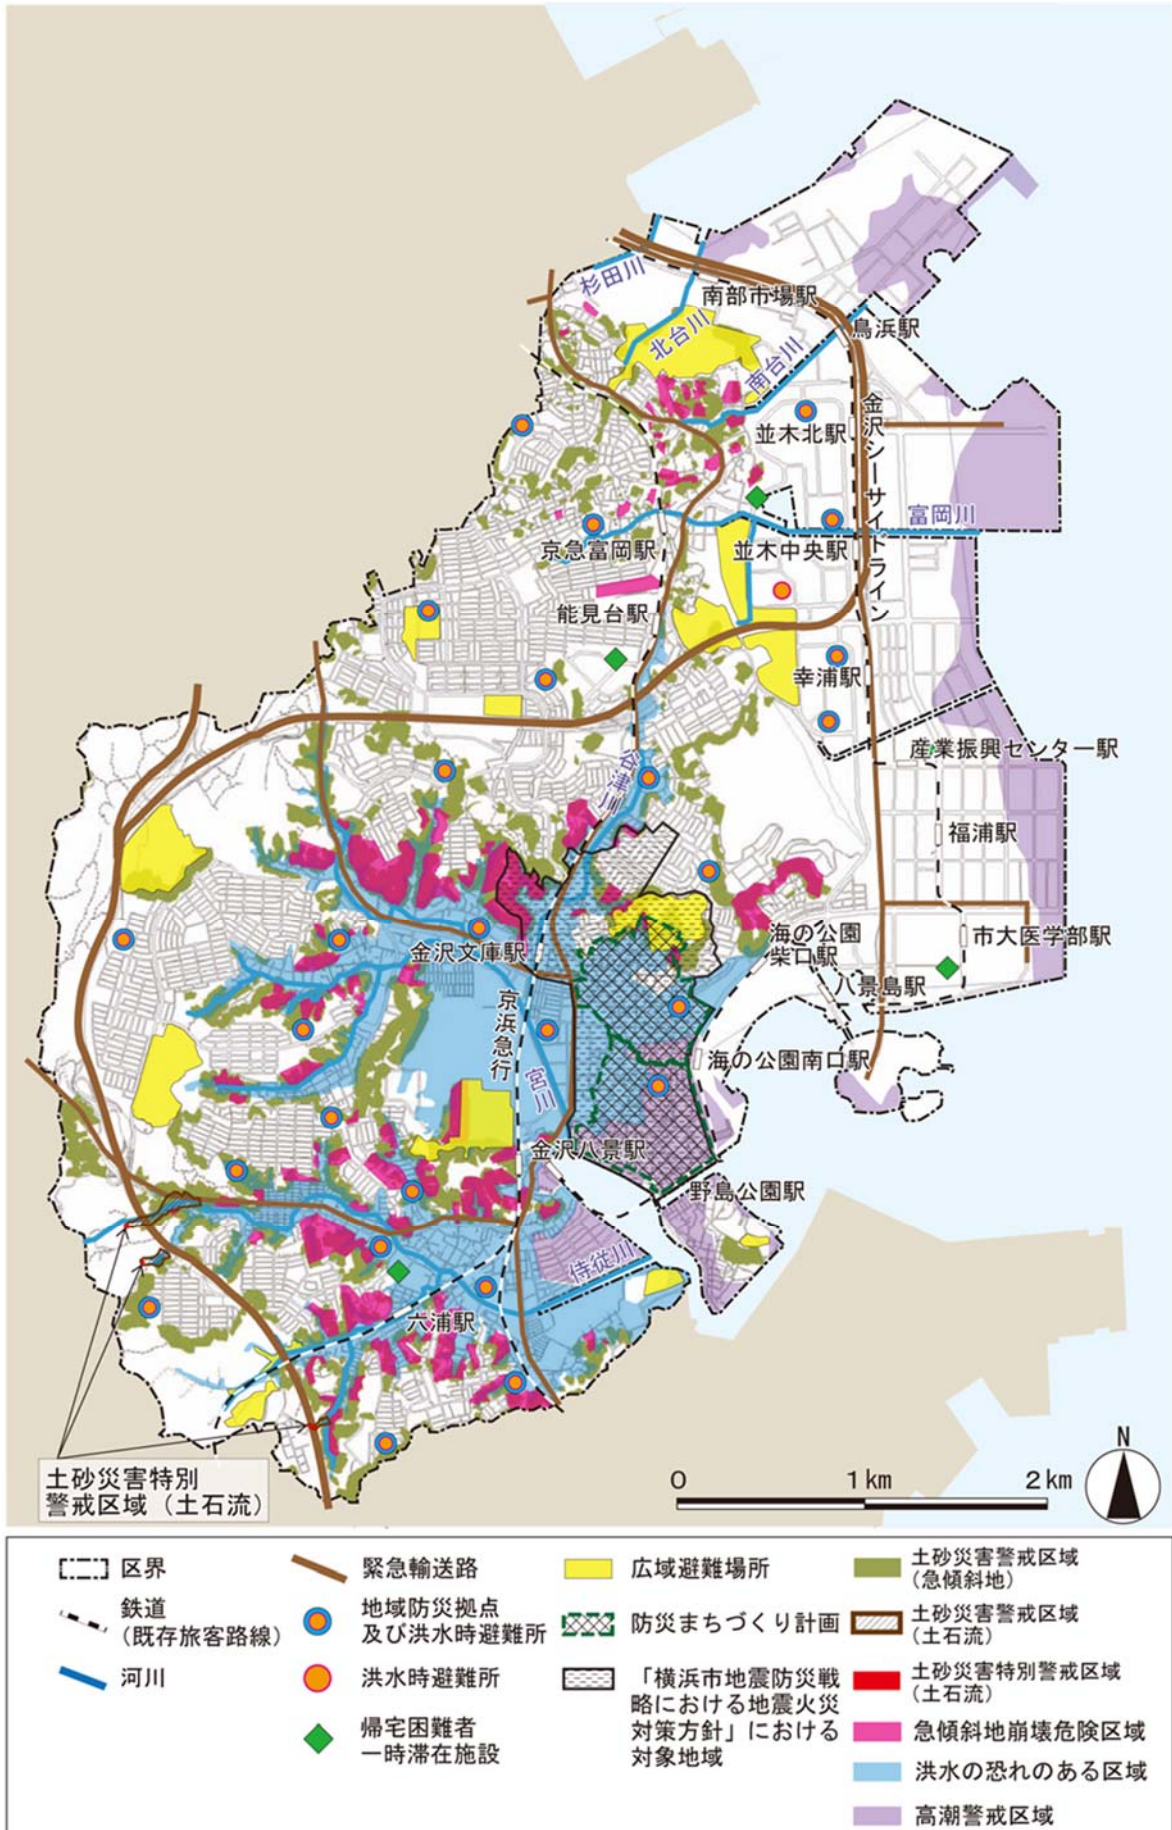 杉田川
南部市場駅
鳥浜駅
北台川
南台川
金沢シーサイドライン
並木北駅
富岡川
京急富岡駅
並木中央駅
能見台駅
幸浦駅
谷津川
産業振興センター駅
福浦駅
金沢文庫駅
海の公園
柴口駅
市大医学部駅
八景島駅
京浜急行
宮川
海の公園南口駅
金沢八景駅
野島公園駅
侍従川
六浦駅
土砂災害特別
警戒区域（土石流）
0 1km 2km
N
区界
鉄道
(既存旅客路線)
河川
緊急輸送路
地域防災拠点
及び洪水時避難所
洪水時避難所
帰宅困難者
一時滞在施設
広域避難場所
防災まちづくり計画
「横浜市地震防災戦
略における地震火災
対策方針」における
対象地域
土砂災害警戒区域
(急傾斜地)
土砂災害警戒区域
(土石流)
土砂災害特別警戒区域
(土石流)
急傾斜地崩壊危険区域
洪水の恐れのある区域
高潮警戒区域